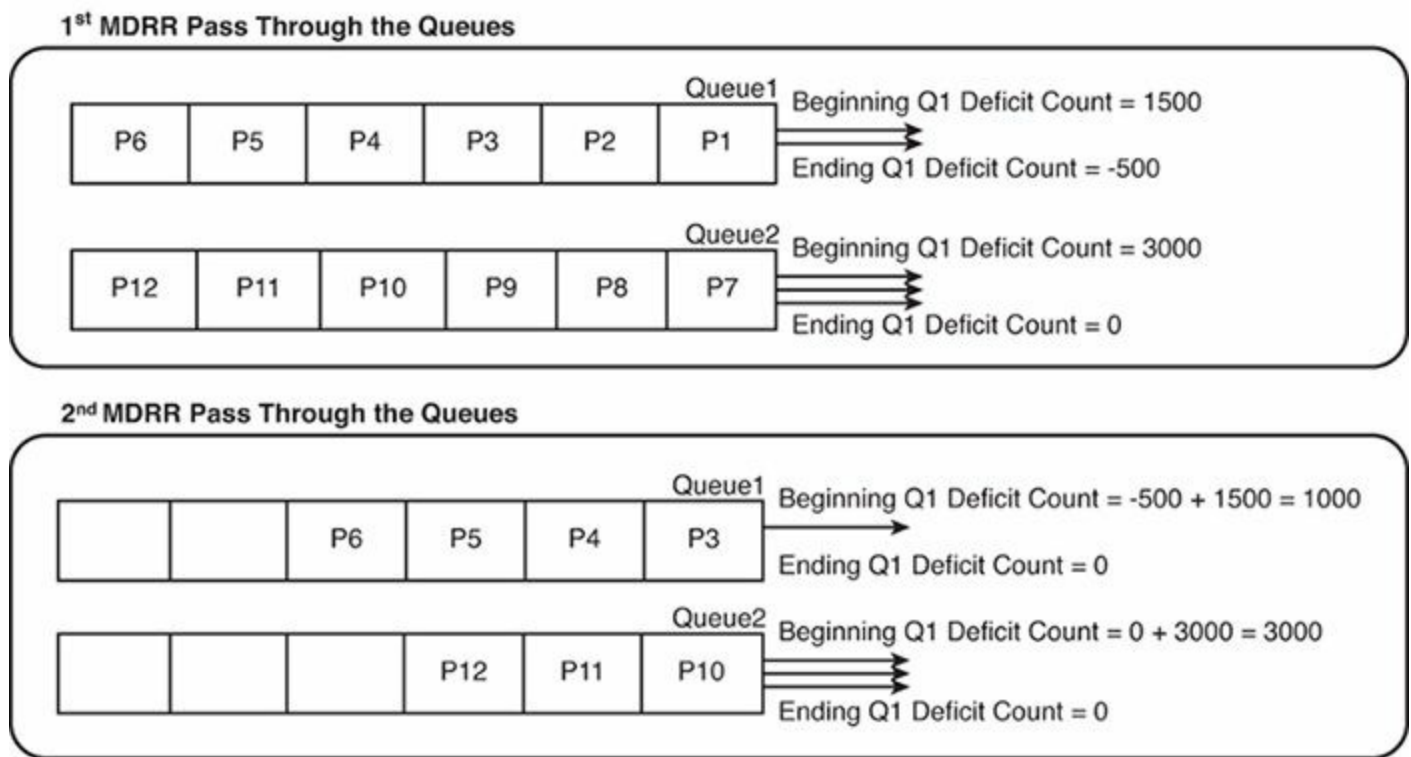 1st MDRR Pass Through the Queues
Queue1
P6 P5 P4 P3 P2 P1
Beginning Q1 Deficit Count = 1500
Ending Q1 Deficit Count = -500
Queue2
P12 P11 P10 P9 P8 P7
Beginning Q1 Deficit Count = 3000
Ending Q1 Deficit Count = 0
2nd MDRR Pass Through the Queues
Queue1
P6 P5 P4 P3
Beginning Q1 Deficit Count = -500 + 1500 = 1000
Ending Q1 Deficit Count = 0
Queue2
P12 P11 P10
Beginning Q1 Deficit Count = 0 + 3000 = 3000
Ending Q1 Deficit Count = 0